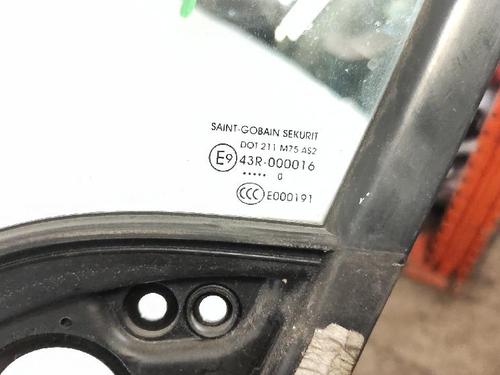 SAINT-GOBAIN SEKURIT
DOT 211 M75 AS2
E9 43R-000016
..... 0
CCC E000191